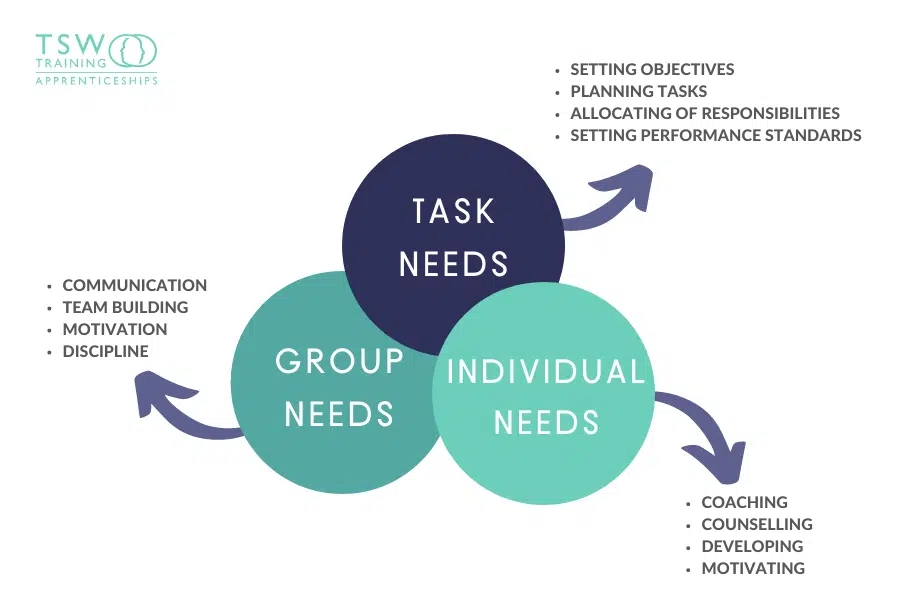 TSW
TRAINING
APPRENTICESHIPS
• SETTING OBJECTIVES
• PLANNING TASKS
• ALLOCATING OF RESPONSIBILITIES
• SETTING PERFORMANCE STANDARDS
TASK
NEEDS
• COMMUNICATION
• TEAM BUILDING
• MOTIVATION
• DISCIPLINE
GROUP
NEEDS
INDIVIDUAL
NEEDS
• COACHING
• COUNSELLING
• DEVELOPING
• MOTIVATING